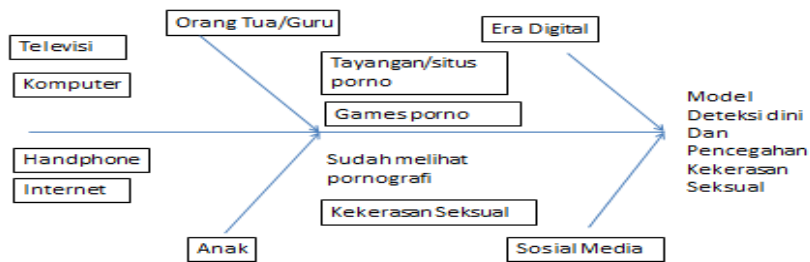 Orang Tua/Guru
Era Digital
Televisi
Komputer
Tayangan/situs
porno
Games porno
Model
Deteksi dini
Dan
Pencegahan
Kekerasan
Seksual
Handphone
Internet
Sudah melihat
pornografi
Kekerasan Seksual
Anak
Sosial Media